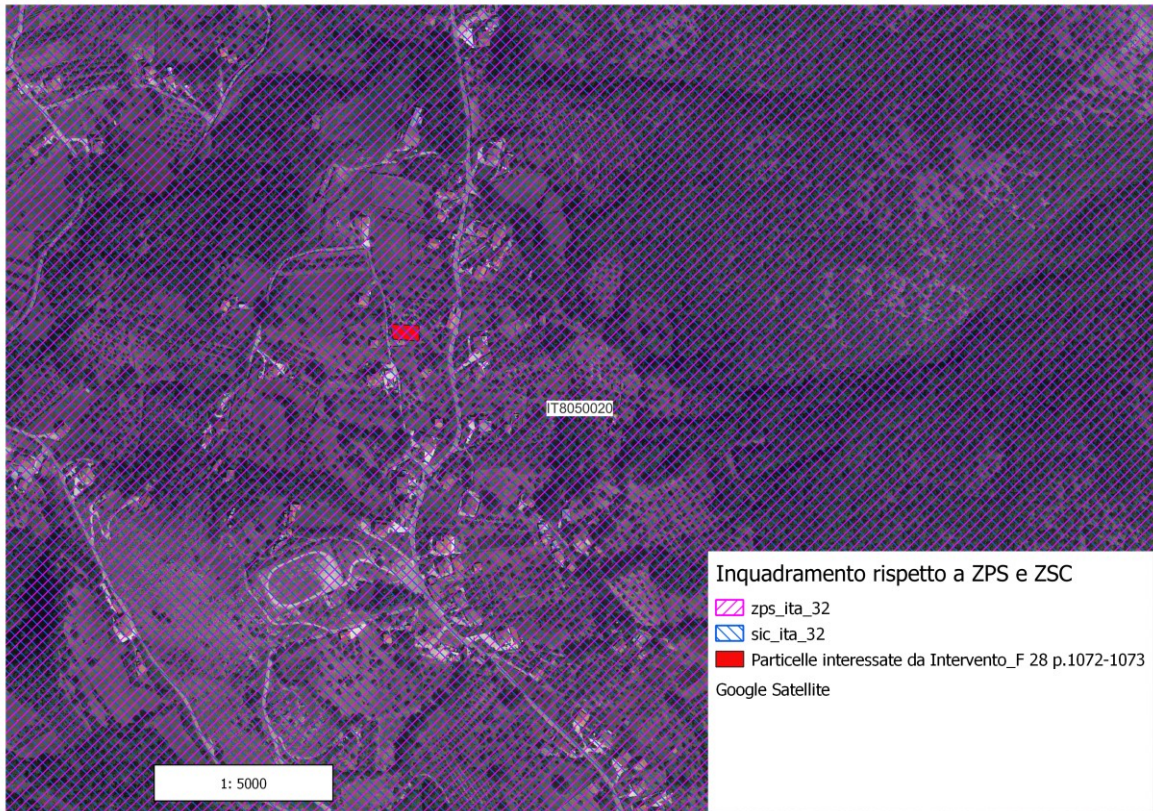 IT8050020
Inquadramento rispetto a ZPS e ZSC
zps_ita_32
sic_ita_32
Particelle interessate da Intervento_F 28 p.1072-1073
Google Satellite
1: 5000